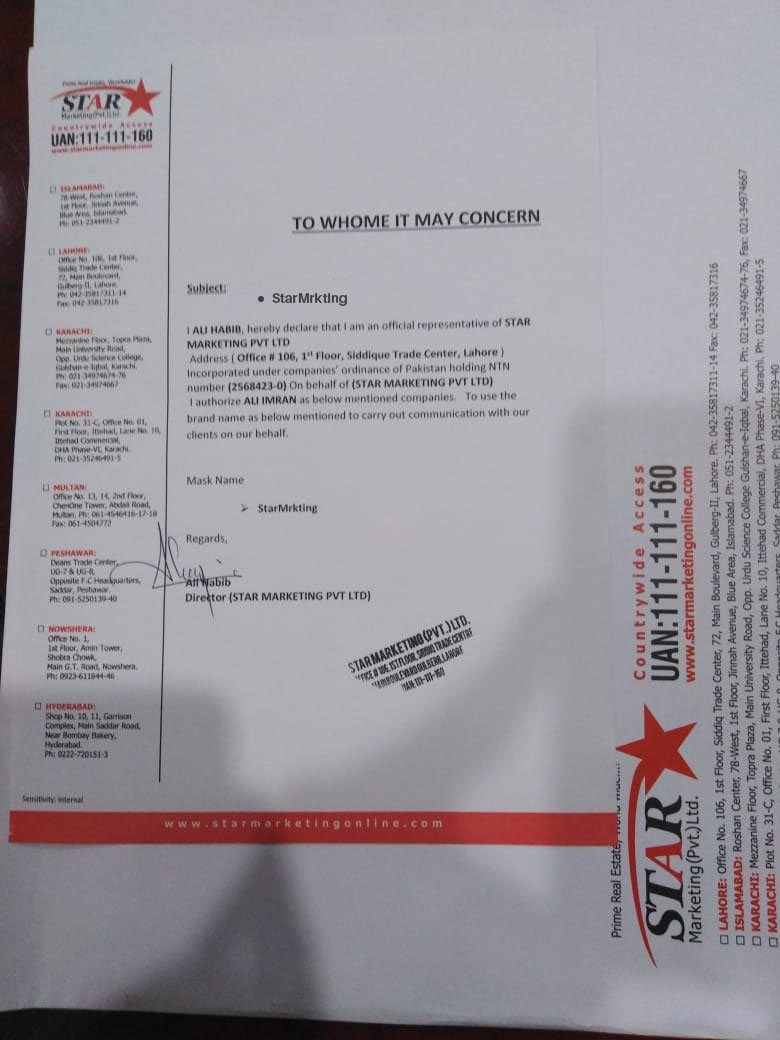 Prime Real Estate, Worldwide!
STAR
Marketing(Pvt.)Ltd.
Countrywide Access
UAN:111-111-160
www.starmarketingonline.com
ISLAMABAD:
78-West, Roshan Center,
1st Floor, Jinnah Avenue,
Blue Area, Islamabad.
Ph: 051-2344491-2
LAHORE:
Office No. 106, 1st Floor,
Siddiq Trade Center,
72, Main Boulevard,
Gulberg-II, Lahore.
Ph: 042-35817311-14
Fax: 042-35817316
KARACHI:
Mezzanine Floor, Topra Plaza,
Main University Road,
Opp. Urdu Science College,
Gulshan-e-Iqbal, Karachi.
Ph: 021-34974674-76
Fax: 021-34974667
KARACHI:
Plot No. 31-C, Office No. 01,
First Floor, Ittehad, Lane No. 10,
Ittehad Commercial,
DHA Phase-VI, Karachi.
Ph: 021-35246491-5
MULTAN:
Office No. 13, 14, 2nd Floor,
ChenOne Tower, Abdali Road,
Multan. Ph: 061-4546416-17-18
Fax: 061-4504772
PESHAWAR:
Deans Trade Center,
UG-7 & UG-8,
Opposite F.C Headquarters,
Saddar, Peshawar.
Ph: 091-5250139-40
NOWSHERA:
Office No. 1,
1st Floor, Amin Tower,
Shobra Chowk,
Main G.T. Road, Nowshera.
Ph: 0923-611844-46
HYDERABAD:
Shop No. 10, 11, Garrison
Complex, Main Saddar Road,
Near Bombay Bakery,
Hyderabad.
Ph: 0222-720151-3
TO WHOME IT MAY CONCERN
Subject:
• StarMrktIng
I ALI HABIB, hereby declare that I am an official representative of STAR
MARKETING PVT LTD
Address ( Office # 106, 1st Floor, Siddique Trade Center, Lahore )
Incorporated under companies' ordinance of Pakistan holding NTN
number (2568423-0) On behalf of (STAR MARKETING PVT LTD)
I authorize ALI IMRAN as below mentioned companies. To use the
brand name as below mentioned to carry out communication with our
clients on our behalf.
Mask Name
➢ StarMrkting
Regards,
Ali Habib
Director (STAR MARKETING PVT LTD)
STAR MARKETING (PVT.) LTD.
OFFICE # 106, 1ST FLOOR, SIDDIQ TRADE CENTRE
MAIN BOULEVARD GULBERG, LAHORE
UAN: 111-111-160
Sensitivity: Internal
www.starmarketingonline.com
Prime Real Estate,
STAR
Marketing(Pvt.)Ltd.
Countrywide Access
UAN:111-111-160
www.starmarketingonline.com
LAHORE: Office No. 106, 1st Floor, Siddiq Trade Center, 72, Main Boulevard, Gulberg-II, Lahore. Ph: 042-35817311-14 Fax: 042-35817316
ISLAMABAD: Roshan Center, 78-West, 1st Floor, Jinnah Avenue, Blue Area, Islamabad. Ph: 051-2344491-2
KARACHI: Mezzanine Floor, Topra Plaza, Main University Road, Opp. Urdu Science College Gulshan-e-Iqbal, Karachi. Ph: 021-34974674-76, Fax: 021-34974667
KARACHI: Plot No. 31-C, Office No. 01, First Floor, Ittehad, Lane No. 10, Ittehad Commercial, DHA Phase-VI, Karachi. Ph: 021-35246491-5
Saddar, Peshawar. Ph: 091-5250139-40